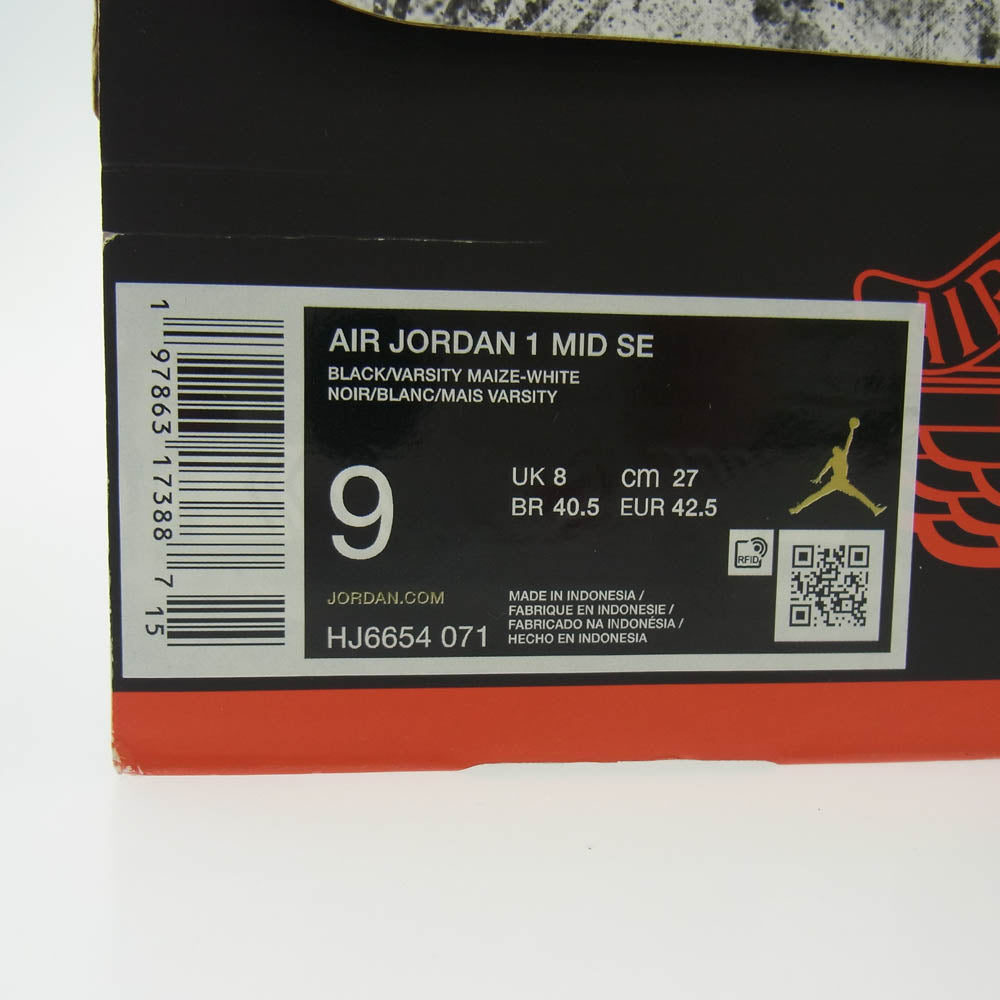 AIR JORDAN 1 MID SE
BLACK/VARSITY MAIZE-WHITE
NOIR/BLANC/MAIS VARSITY
9
UK 8 cm 27
BR 40.5 EUR 42.5
RFID
JORDAN.COM
HJ6654 071
MADE IN INDONESIA /
FABRIQUE EN INDONESIE /
FABRICADO NA INDONÉSIA /
HECHO EN INDONESIA
1 97863 17388 7 15
AIR